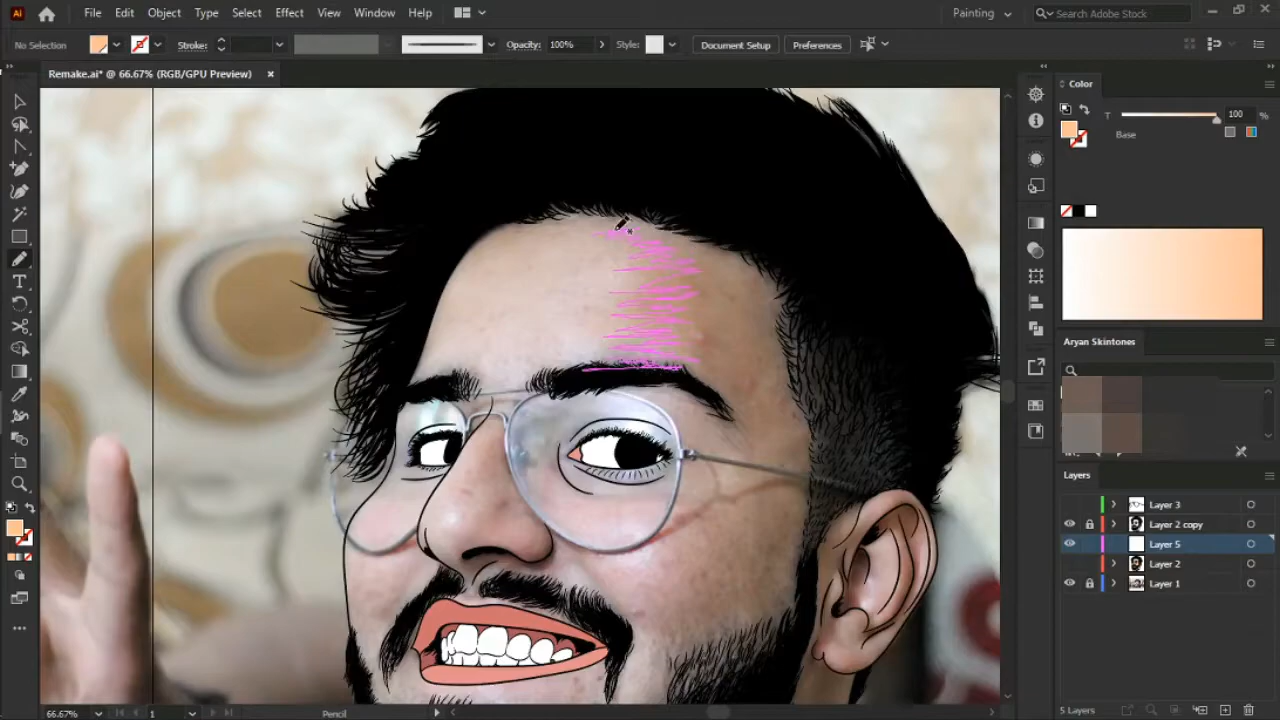 Ai File Edit Object Type Select Effect View Window Help Painting Search Adobe Stock
No Selection Stroke: Opacity: 100% Style: Document Setup Preferences
Remake.ai* @ 66.67% (RGB/GPU Preview) ×
Color
T 100 %
Base
Aryan Skintones
Layers
Layer 3
Layer 2 copy
Layer 5
Layer 2
Layer 1
66.67% 1 Pencil
5 Layers